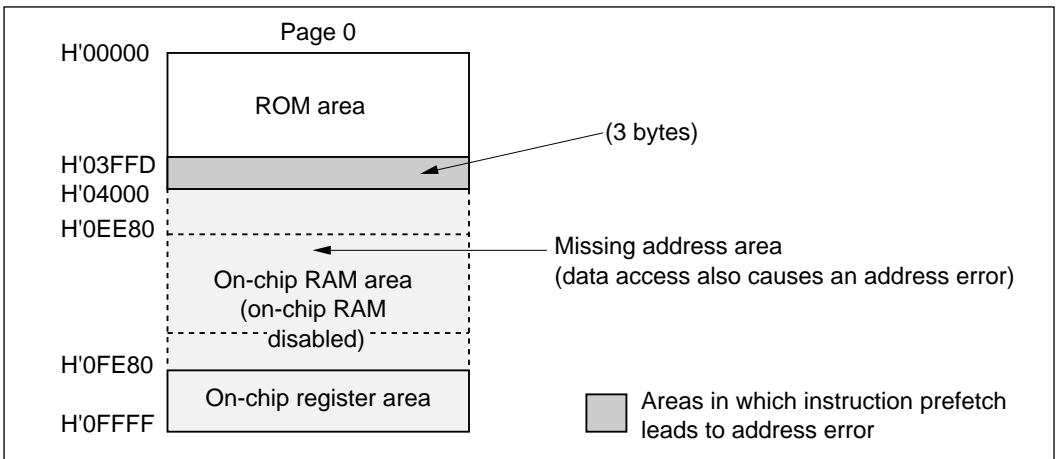 Page 0
H'00000
ROM area
(3 bytes)
H'03FFD
H'04000
H'0EE80
Missing address area
(data access also causes an address error)
On-chip RAM area
(on-chip RAM
disabled)
H'0FE80
On-chip register area
H'0FFFF
Areas in which instruction prefetch
leads to address error